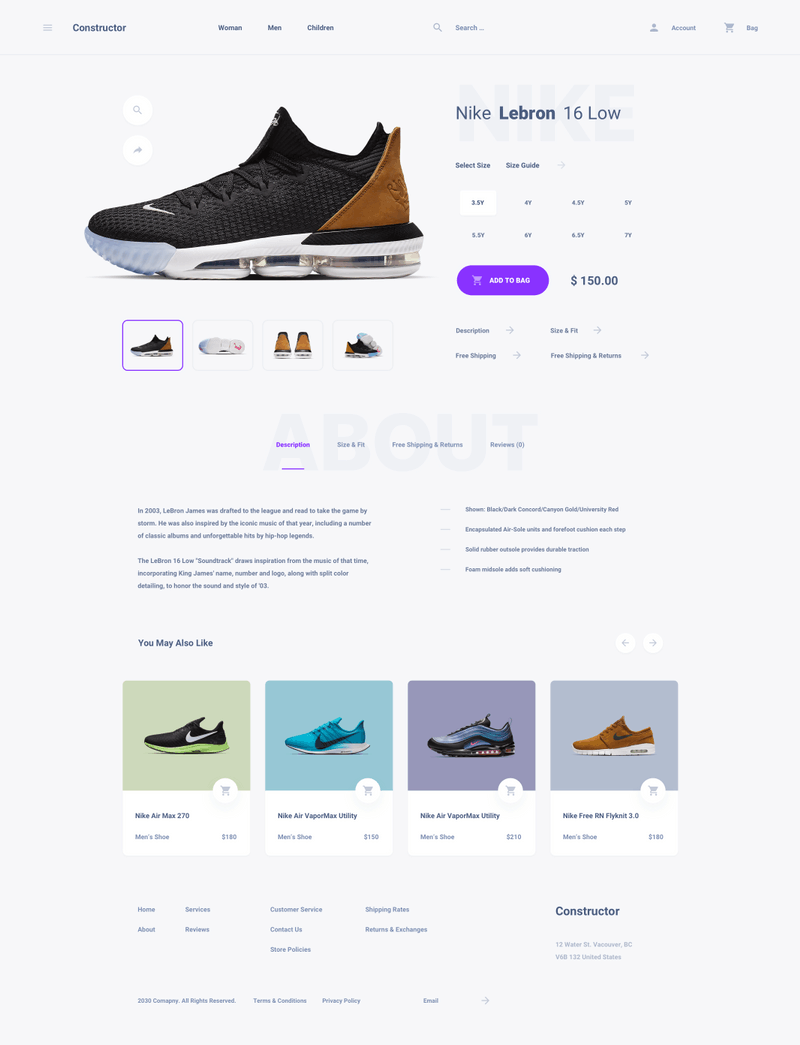 Constructor
Woman
Men
Children
Search ...
Account
Bag
NIKE
Nike Lebron 16 Low
Select Size
Size Guide
3.5Y
4Y
4.5Y
5Y
5.5Y
6Y
6.5Y
7Y
ADD TO BAG
$ 150.00
Description
Size & Fit
Free Shipping
Free Shipping & Returns
ABOUT
Description
Size & Fit
Free Shipping & Returns
Reviews (0)
In 2003, LeBron James was drafted to the league and read to take the game by
storm. He was also inspired by the iconic music of that year, including a number
of classic albums and unforgettable hits by hip-hop legends.
The LeBron 16 Low "Soundtrack" draws inspiration from the music of that time,
incorporating King James' name, number and logo, along with split color
detailing, to honor the sound and style of '03.
Shown: Black/Dark Concord/Canyon Gold/University Red
Encapsulated Air-Sole units and forefoot cushion each step
Solid rubber outsole provides durable traction
Foam midsole adds soft cushioning
You May Also Like
Nike Air Max 270
Men's Shoe
$180
Nike Air VaporMax Utility
Men's Shoe
$150
Nike Air VaporMax Utility
Men's Shoe
$210
Nike Free RN Flyknit 3.0
Men's Shoe
$180
Home
Services
Customer Service
Shipping Rates
About
Reviews
Contact Us
Returns & Exchanges
Store Policies
Constructor
12 Water St. Vacouver, BC
V6B 132 United States
2030 Comapny. All Rights Reserved.
Terms & Conditions
Privacy Policy
Email